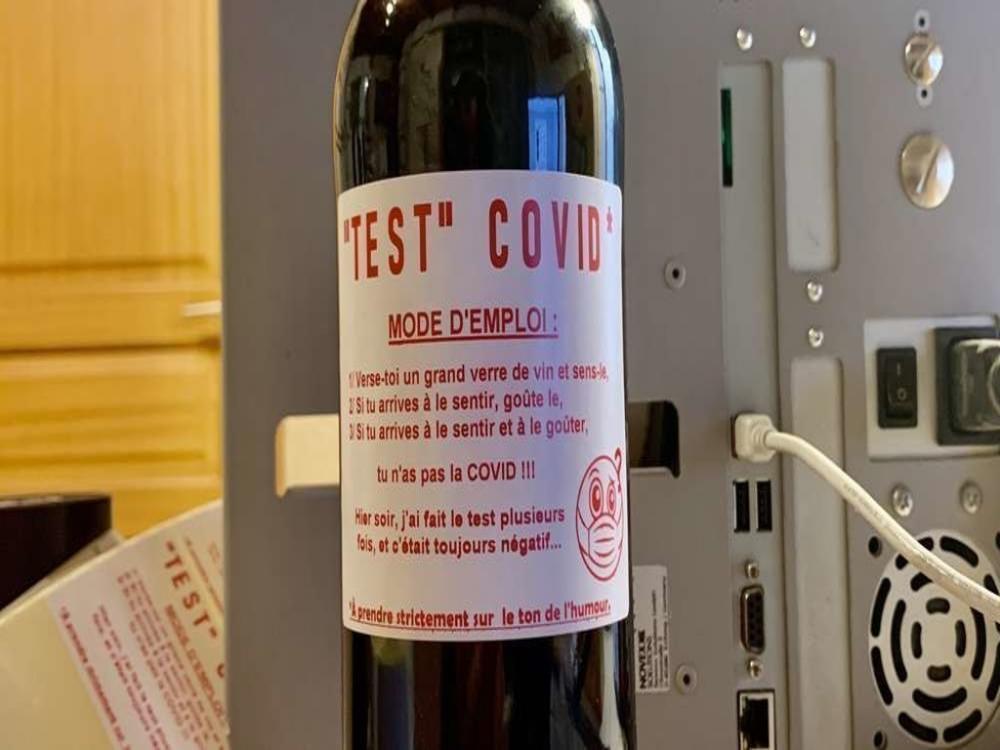 "TEST" COVID*
MODE D'EMPLOI :
1/ Verse-toi un grand verre de vin et sens-le,
2/ Si tu arrives à le sentir, goûte le,
3/ Si tu arrives à le sentir et à le goûter,
tu n'as pas la COVID !!!
Hier soir, j'ai fait le test plusieurs
fois, et c'était toujours négatif...
?
*À prendre strictement sur le ton de l'humour.
"TEST"
MODE D'EMPLOI
NOVEXX
SOLUTIONS